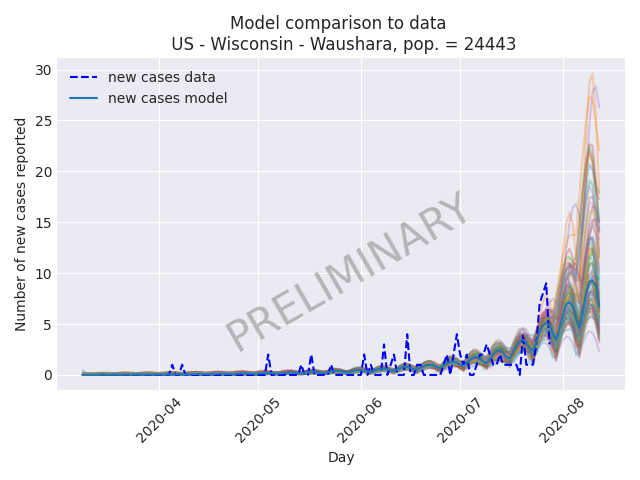 Model comparison to data
US - Wisconsin - Waushara, pop. = 24443
new cases data
new cases model
Number of new cases reported
30
25
20
15
10
5
0
PRELIMINARY
2020-04
2020-05
2020-06
2020-07
2020-08
Day